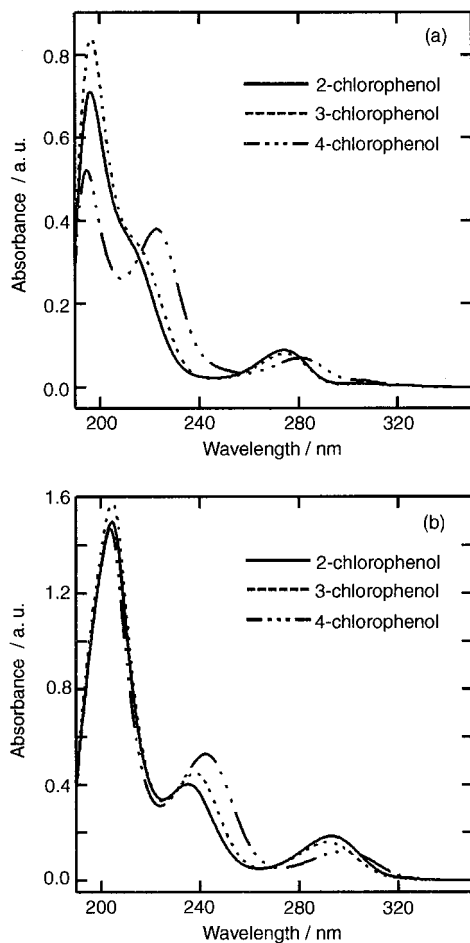 (a)
0.8
0.6
0.4
0.2
0.0
Absorbance / a. u.
2-chlorophenol
3-chlorophenol
4-chlorophenol
200
240
280
320
Wavelength / nm
(b)
1.6
1.2
0.8
0.4
0.0
Absorbance / a. u.
2-chlorophenol
3-chlorophenol
4-chlorophenol
200
240
280
320
Wavelength / nm